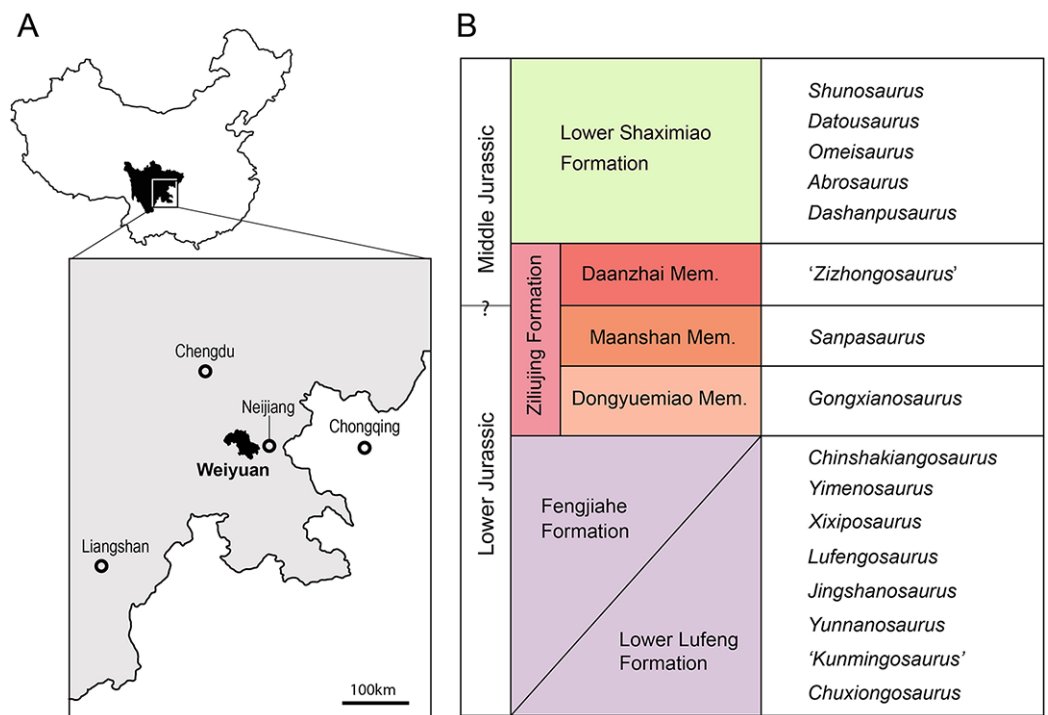 A
Chengdu
Neijiang
Chongqing
Weiyuan
Liangshan
100km
B
Middle Jurassic
?
Lower Jurassic
Lower Shaximiao
Formation
Shunosaurus
Datousaurus
Omeisaurus
Abrosaurus
Dashanpusaurus
Ziliujing Formation
Daanzhai Mem.
'Zizhongosaurus'
Maanshan Mem.
Sanpasaurus
Dongyuemiao Mem.
Gongxianosaurus
Fengjiahe
Formation
Lower Lufeng
Formation
Chinshakiangosaurus
Yimenosaurus
Xixiposaurus
Lufengosaurus
Jingshanosaurus
Yunnanosaurus
'Kunmingosaurus'
Chuxiongosaurus